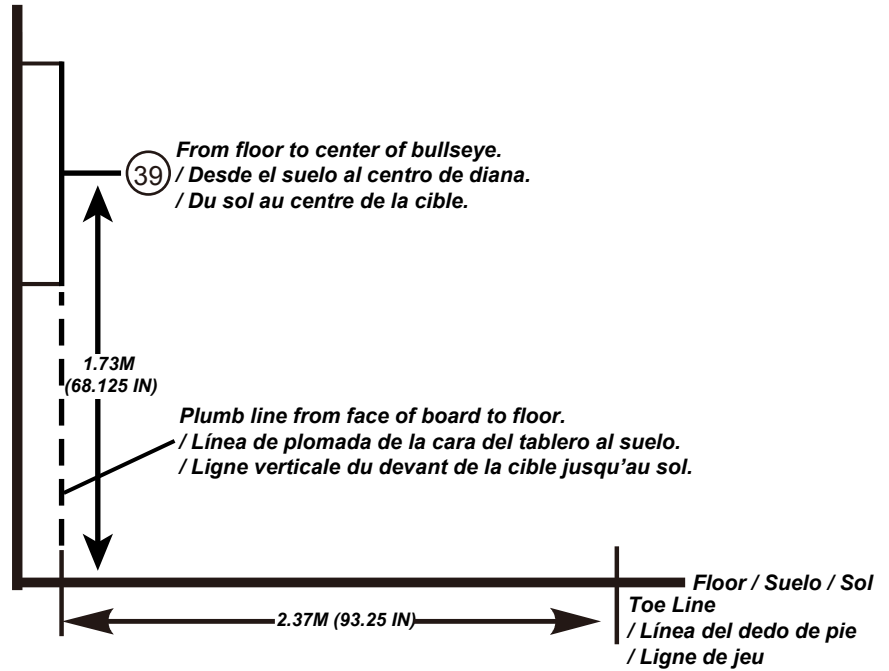 39
From floor to center of bullseye.
/ Desde el suelo al centro de diana.
/ Du sol au centre de la cible.
1.73M
(68.125 IN)
Plumb line from face of board to floor.
/ Línea de plomada de la cara del tablero al suelo.
/ Ligne verticale du devant de la cible jusqu'au sol.
Floor / Suelo / Sol
2.37M (93.25 IN)
Toe Line
/ Línea del dedo de pie
/ Ligne de jeu